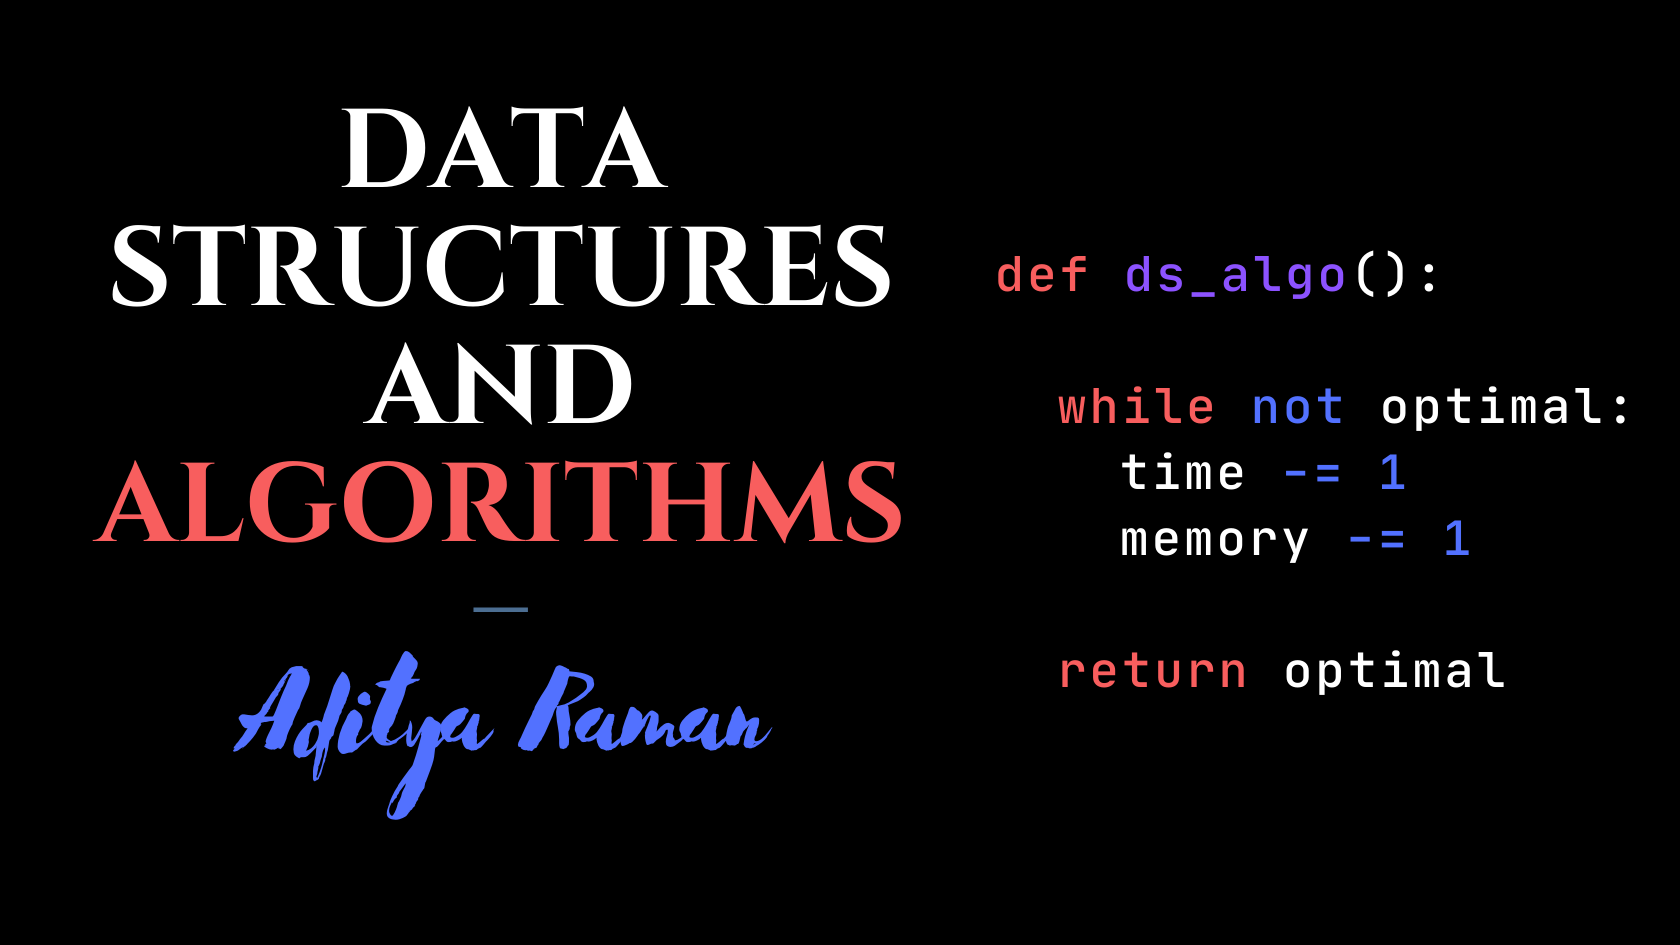 DATA
STRUCTURES
AND
ALGORITHMS
Aditya Raman
def ds_algo():
while not optimal:
time -= 1
memory -= 1
return optimal